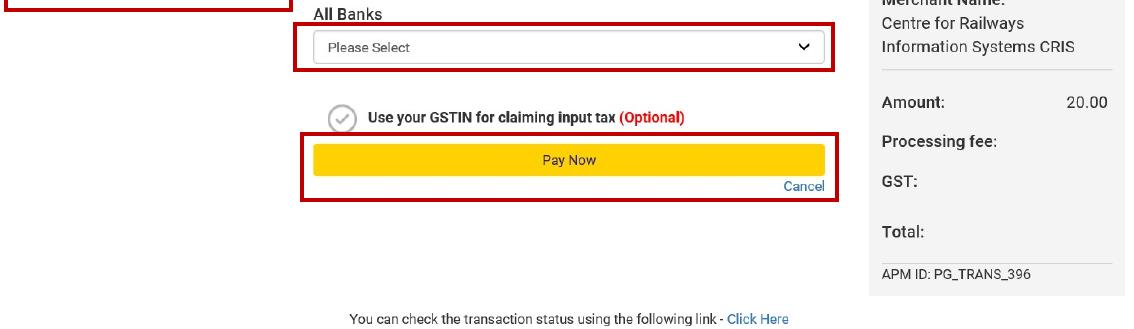 All Banks
Please Select
Use your GSTIN for claiming input tax (Optional)
Pay Now
Cancel
Merchant Name:
Centre for Railways
Information Systems CRIS
Amount: 20.00
Processing fee:
GST:
Total:
APM ID: PG_TRANS_396
You can check the transaction status using the following link - Click Here